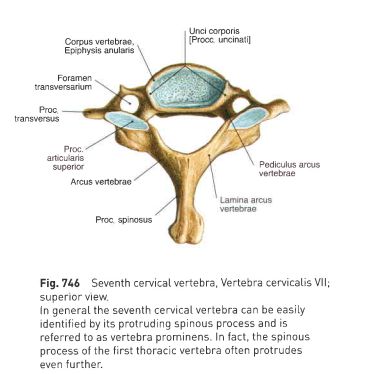 Unci corporis
[Procc. uncinati]
Corpus vertebrae,
Epiphysis anularis
Foramen
transversarium
Proc.
transversus
Proc.
articularis
superior
Arcus vertebrae
Proc. spinosus
Pediculus arcus
vertebrae
Lamina arcus
vertebrae
Fig. 746 Seventh cervical vertebra, Vertebra cervicalis VII;
superior view.
In general the seventh cervical vertebra can be easily
identified by its protruding spinous process and is
referred to as vertebra prominens. In fact, the spinous
process of the first thoracic vertebra often protrudes
even further.